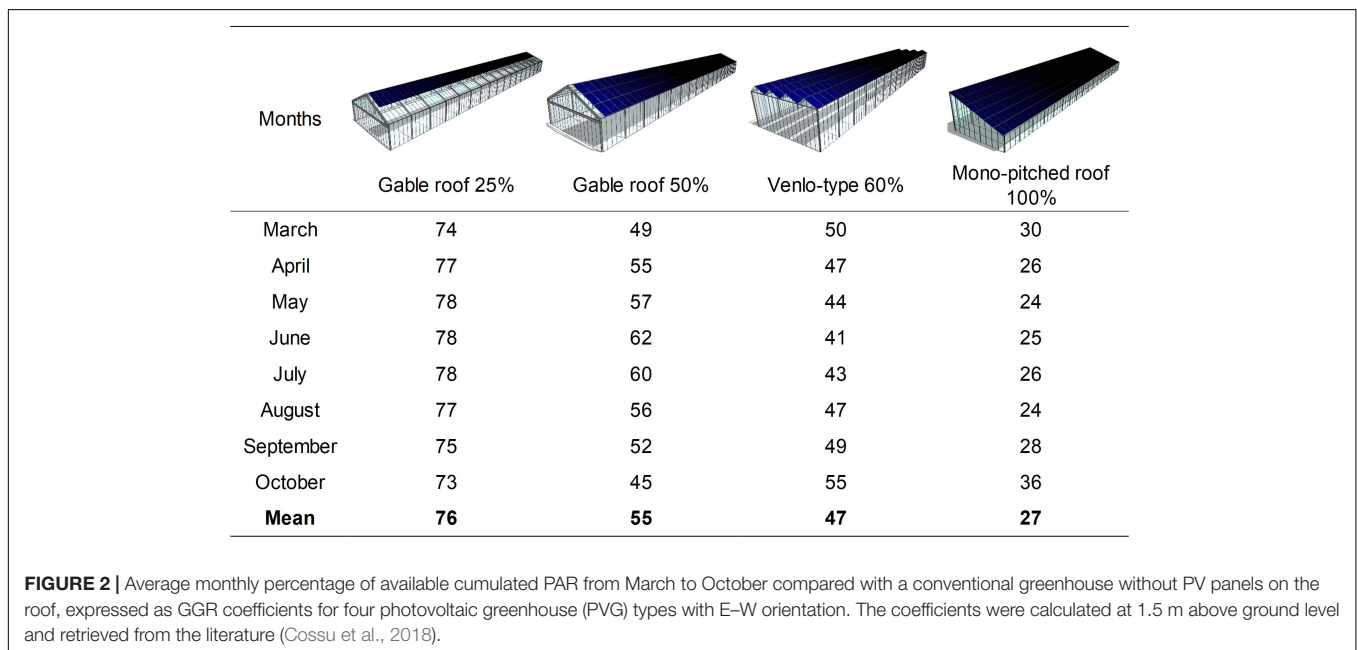 Months
Gable roof 25% Gable roof 50% Venlo-type 60% Mono-pitched roof 100%
March 74 49 50 30
April 77 55 47 26
May 78 57 44 24
June 78 62 41 25
July 78 60 43 26
August 77 56 47 24
September 75 52 49 28
October 73 45 55 36
Mean 76 55 47 27
FIGURE 2 | Average monthly percentage of available cumulated PAR from March to October compared with a conventional greenhouse without PV panels on the
roof, expressed as GGR coefficients for four photovoltaic greenhouse (PVG) types with E–W orientation. The coefficients were calculated at 1.5 m above ground level
and retrieved from the literature (Cossu et al., 2018).